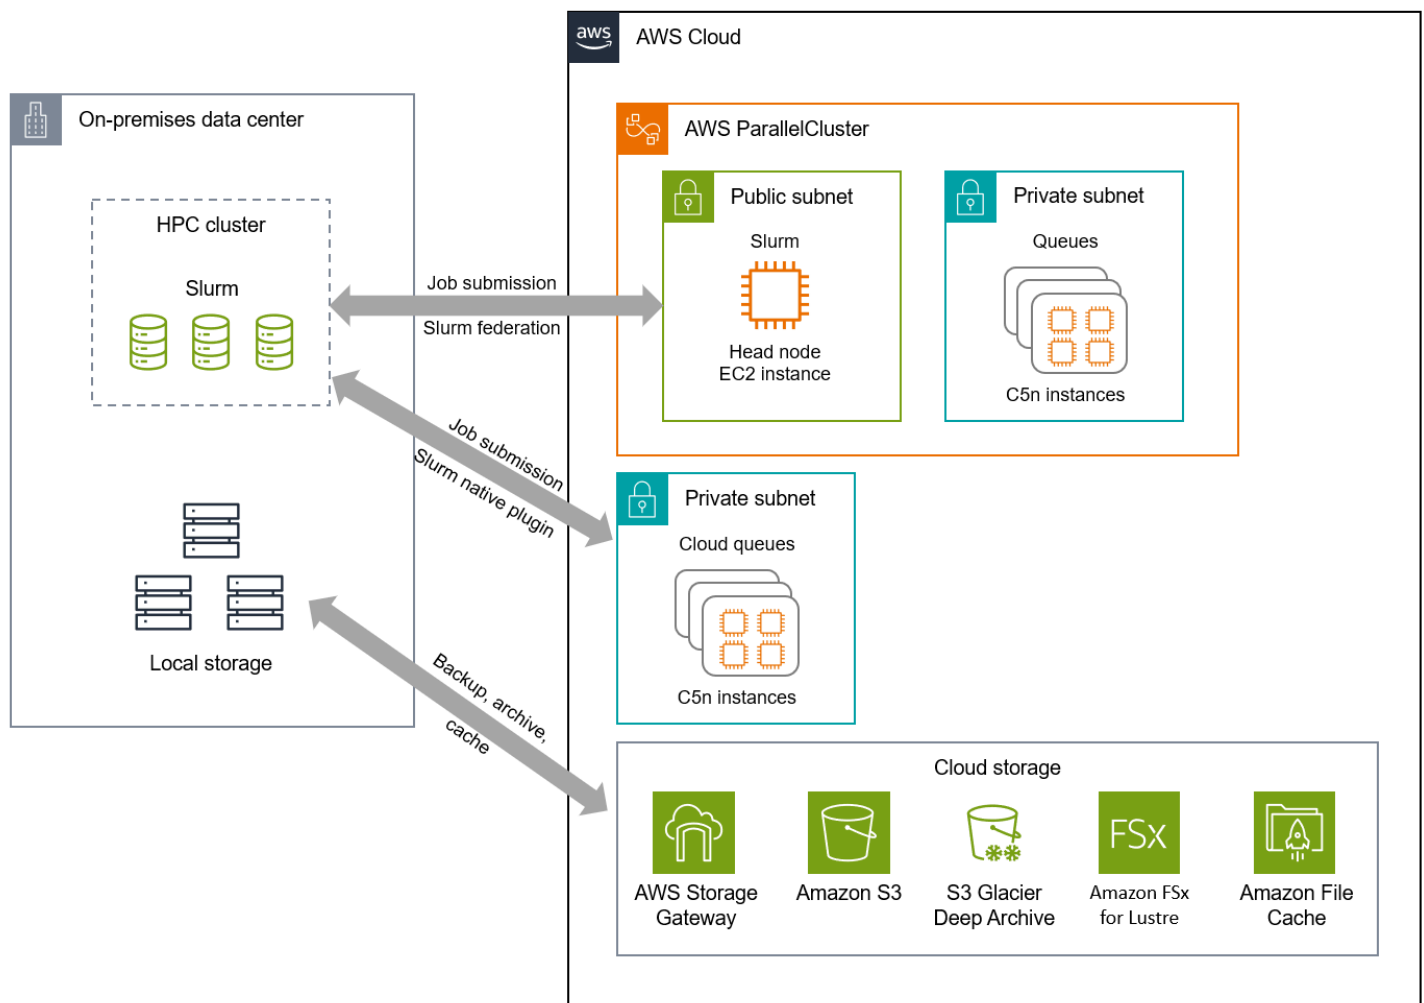 aws
AWS Cloud
On-premises data center
AWS ParallelCluster
HPC cluster
Slurm
Public subnet
Slurm
Head node
EC2 instance
Private subnet
Queues
C5n instances
Job submission
Slurm federation
Job submission
Slurm native plugin
Private subnet
Cloud queues
C5n instances
Local storage
Backup, archive,
cache
Cloud storage
FSx
AWS Storage
Gateway
Amazon S3
S3 Glacier
Deep Archive
Amazon FSx
for Lustre
Amazon File
Cache